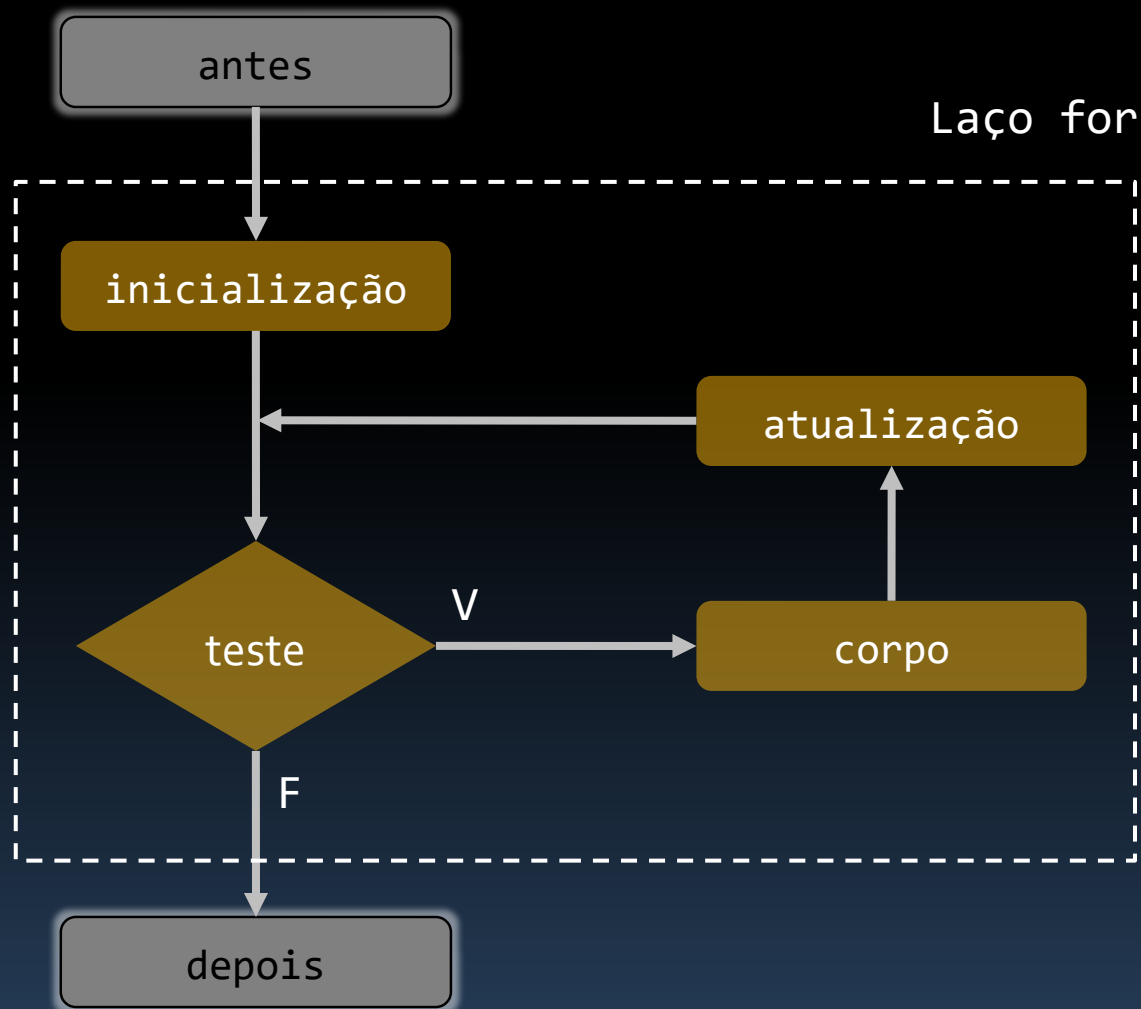 antes
Laço for
inicialização
atualização
teste
V
corpo
F
depois